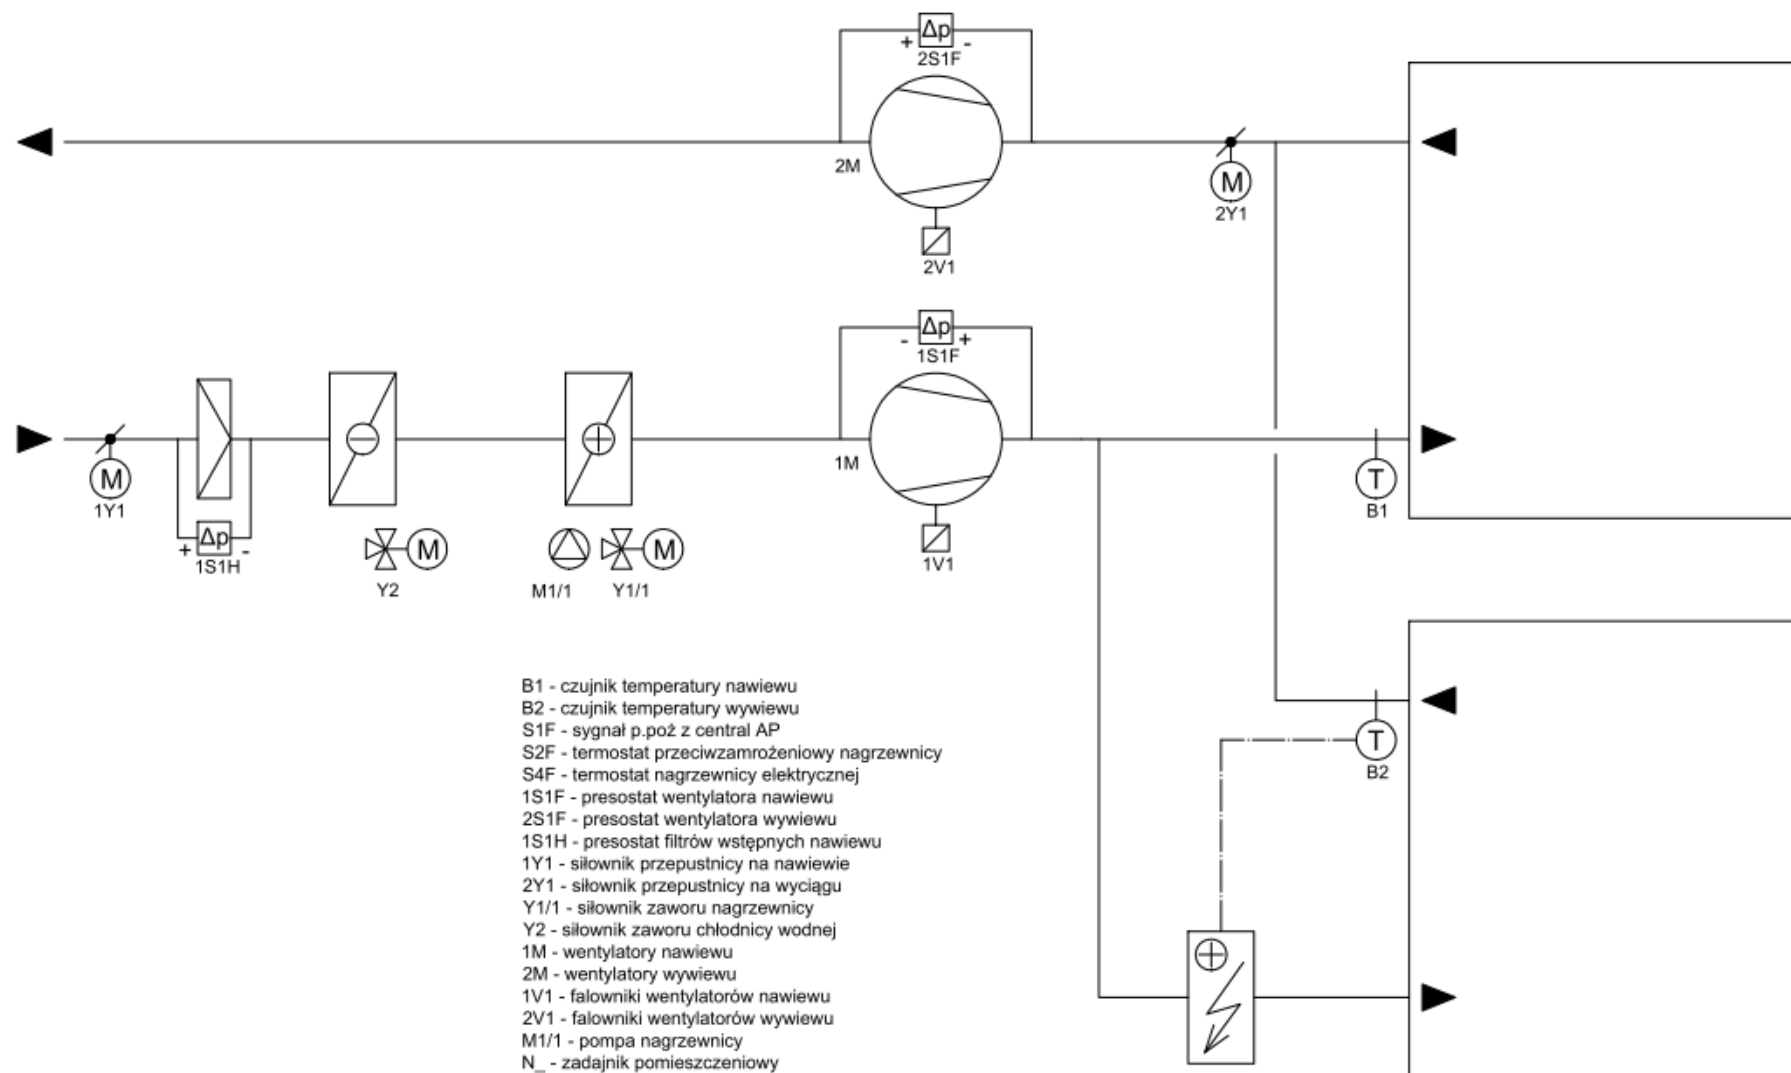 Δp
+ -
2S1F
2M
M
2Y1
2V1
Δp
- +
1S1F
M
1Y1
1M
T
B1
Δp
+ -
1S1H
M
Y2
M
M1/1 Y1/1
1V1
B1 - czujnik temperatury nawiewu
B2 - czujnik temperatury wywiewu
S1F - sygnał p.poż z central AP
S2F - termostat przeciwzamrożeniowy nagrzewnicy
S4F - termostat nagrzewnicy elektrycznej
1S1F - presostat wentylatora nawiewu
2S1F - presostat wentylatora wywiewu
1S1H - presostat filtrów wstępnych nawiewu
1Y1 - siłownik przepustnicy na nawiewie
2Y1 - siłownik przepustnicy na wyciągu
Y1/1 - siłownik zaworu nagrzewnicy
Y2 - siłownik zaworu chłodnicy wodnej
1M - wentylatory nawiewu
2M - wentylatory wywiewu
1V1 - falowniki wentylatorów nawiewu
2V1 - falowniki wentylatorów wywiewu
M1/1 - pompa nagrzewnicy
N_ - zadajnik pomieszczeniowy
T
B2